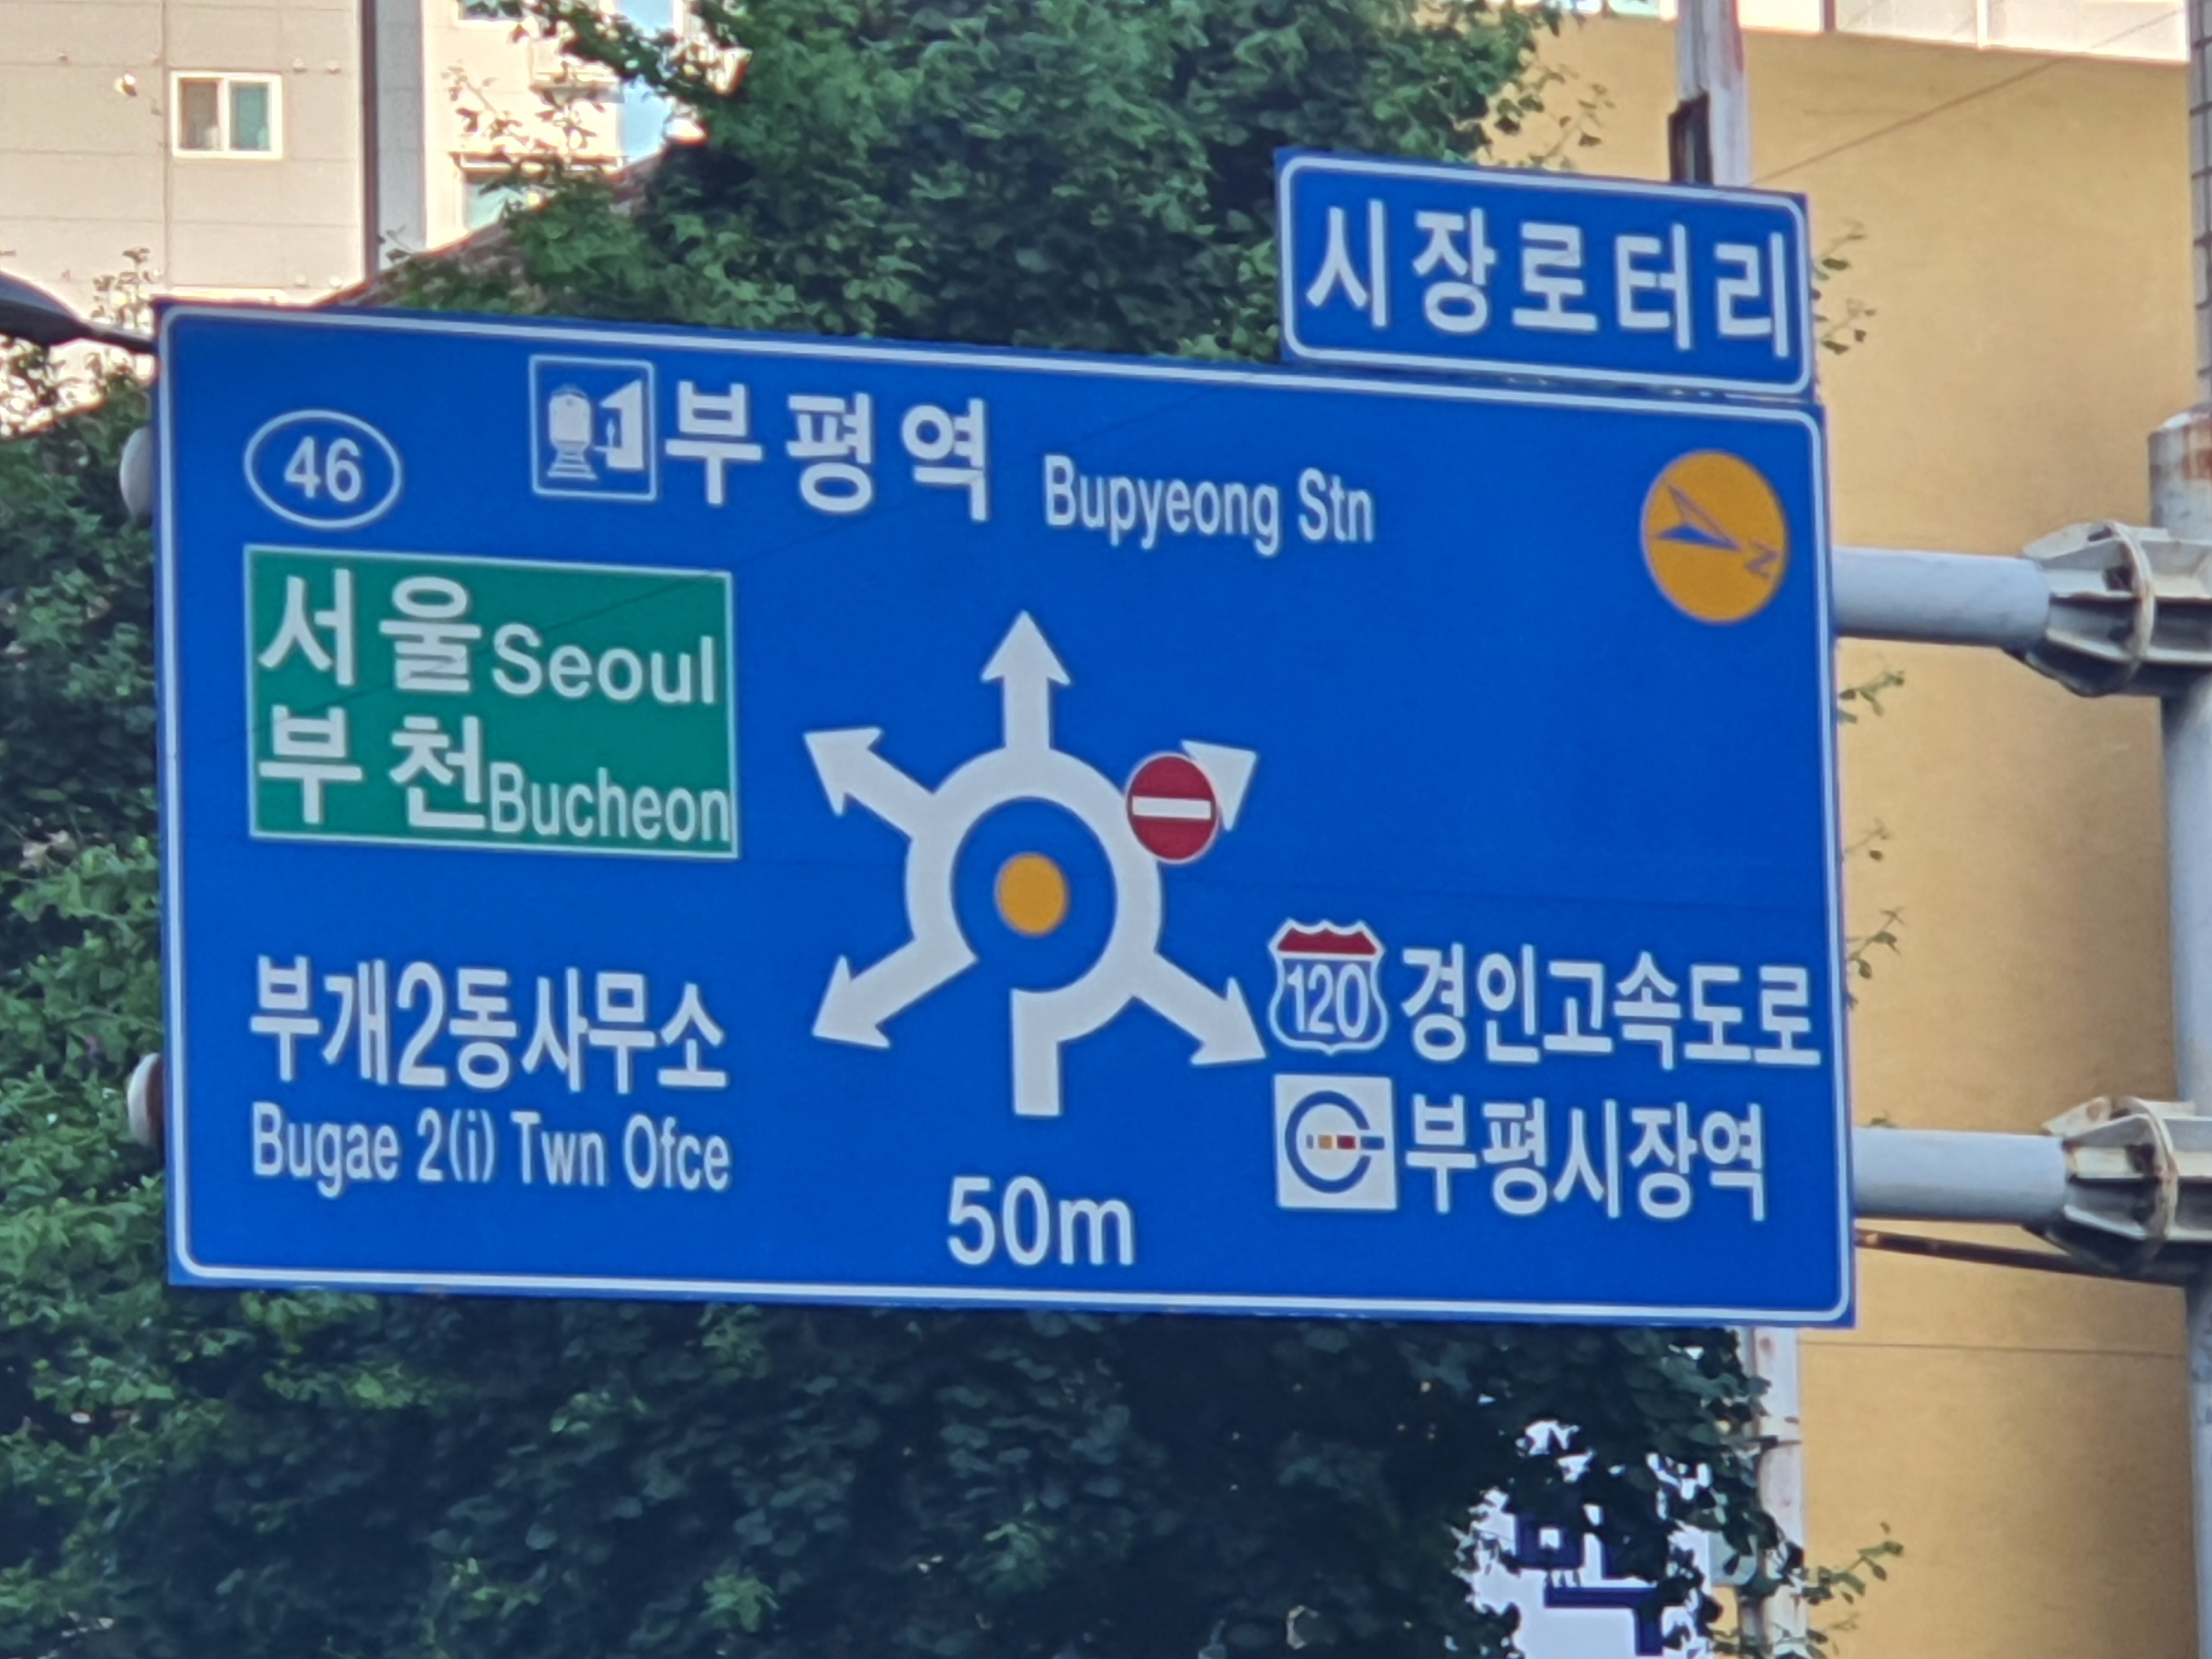 시장로터리
46
부평역 Bupyeong Stn
N
서울 Seoul
부천 Bucheon
부개2동사무소
Bugae 2(i) Twn Ofce
120 경인고속도로
부평시장역
50m